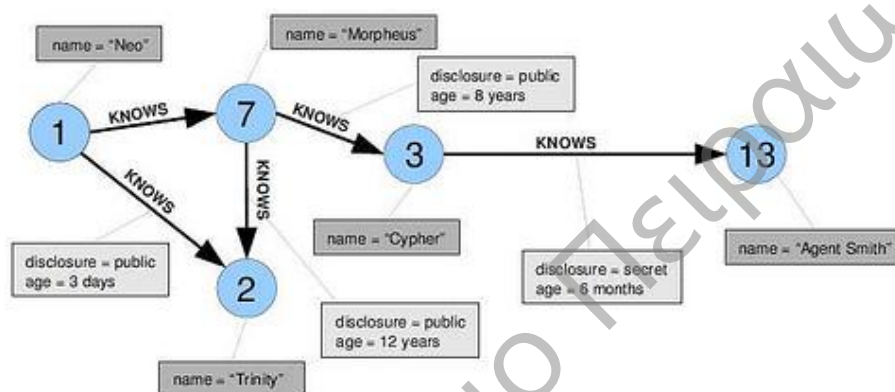 name = “Neo”
name = “Morpheus”
disclosure = public
age = 8 years
1
KNOWS
7
KNOWS
3
KNOWS
13
KNOWS
KNOWS
name = “Cypher”
name = “Agent Smith”
disclosure = public
age = 3 days
2
disclosure = secret
age = 6 months
disclosure = public
age = 12 years
name = “Trinity”